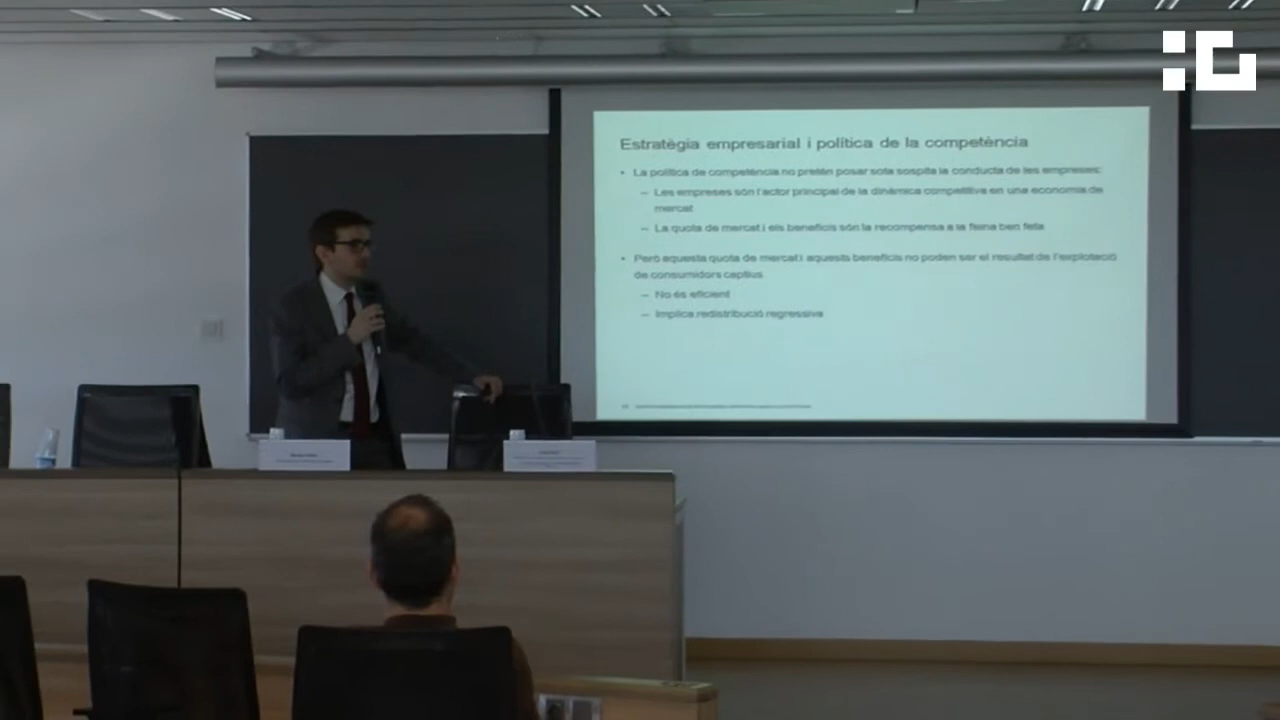 Estratègia empresarial i política de la competència
• La política de competència no pretén posar sota sospita la conducta de les empreses:
– Les empreses són l'actor principal de la dinàmica competitiva en una economia de
mercat
– La quota de mercat i els beneficis són la recompensa a la feina ben feta
• Però aquesta quota de mercat i aquests beneficis no poden ser el resultat de l'explotació
de consumidors captius
– No és eficient
– Implica redistribució regressiva